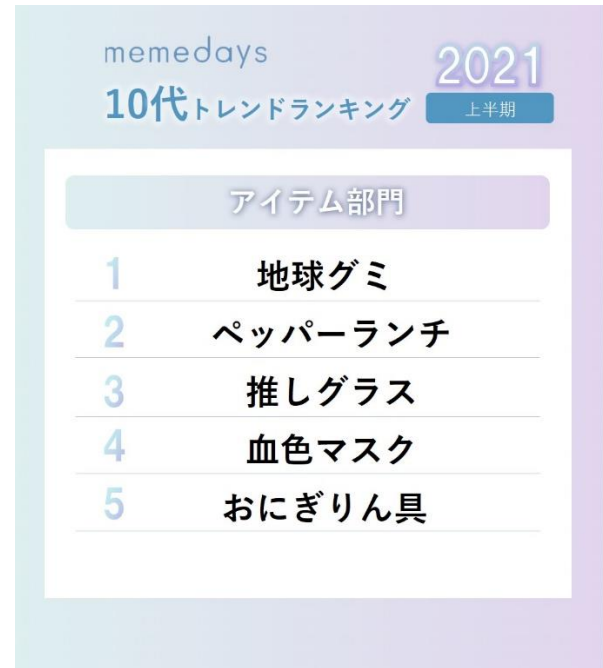 memedays
2021
10代トレンドランキング
上半期
アイテム部門
1 地球グミ
2 ペッパーランチ
3 推しグラス
4 血色マスク
5 おにぎりん具